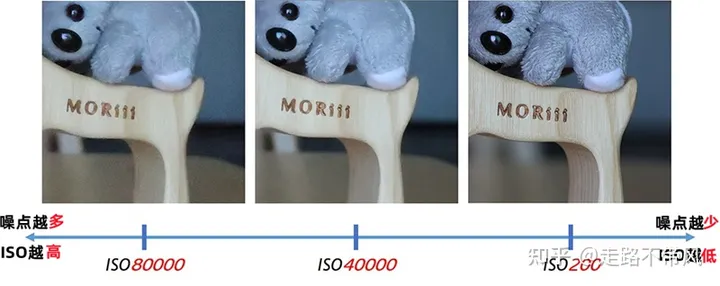 MORiii
MORiii
MORiii
噪点越多
噪点越少
ISO越高
ISO越低
ISO80000
ISO40000
ISO200
知乎 @走路不带风